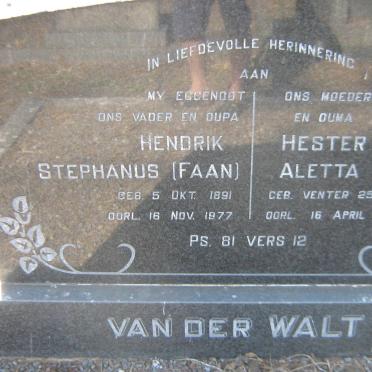 IN LIEFDEVOLLE HERINNERING
AAN
MY EGGENOOT
ONS VADER EN OUPA
HENDRIK
STEPHANUS (FAAN)
GEB. 5 OKT. 1891
OORL. 16 NOV. 1977
ONS MOEDER
EN OUMA
HESTER
ALETTA
GEB. VENTER 25
OORL. 16 APRIL
PS. 81 VERS 12
VAN DER WALT